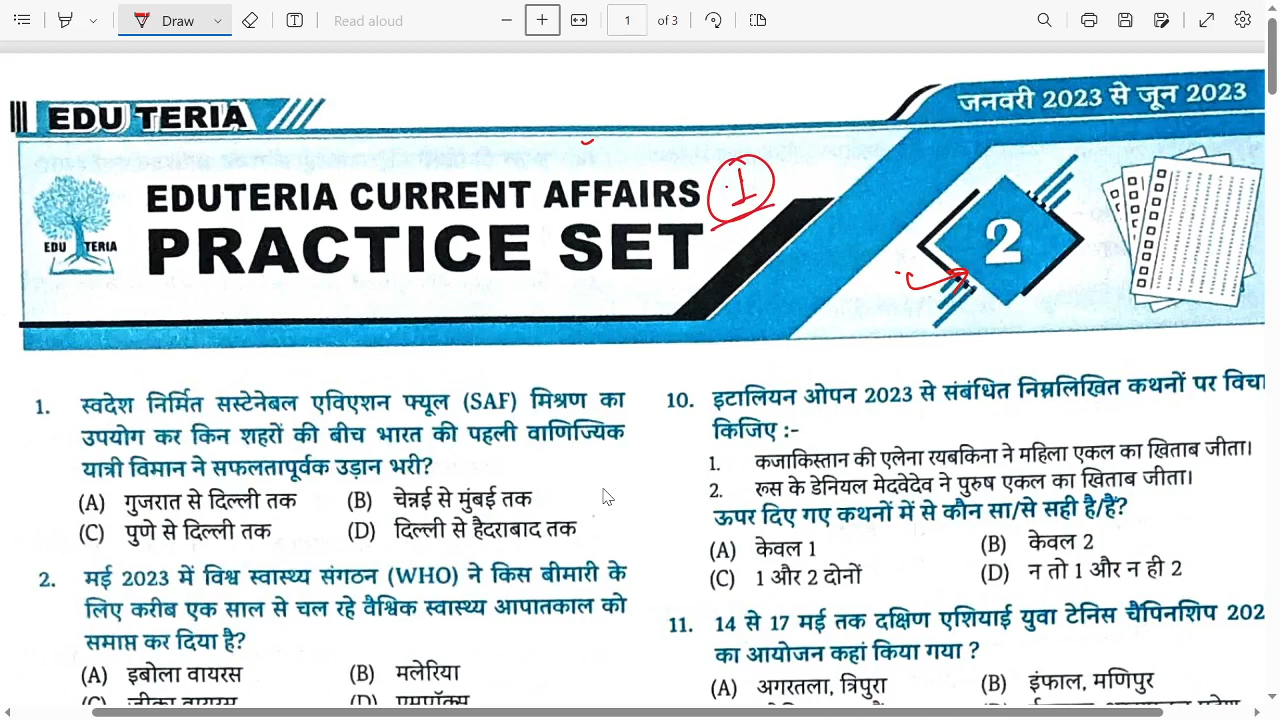 Draw
Read aloud
1
of 3
EDU TERIA
जनवरी 2023 से जून 2023
EDUTERIA CURRENT AFFAIRS
1
PRACTICE SET
2
EDU TERIA
1. स्वदेश निर्मित सस्टेनेबल एविएशन फ्यूल (SAF) मिश्रण का
उपयोग कर किन शहरों की बीच भारत की पहली वाणिज्यिक
यात्री विमान ने सफलतापूर्वक उड़ान भरी?
(A) गुजरात से दिल्ली तक (B) चेन्नई से मुंबई तक
(C) पुणे से दिल्ली तक (D) दिल्ली से हैदराबाद तक
2. मई 2023 में विश्व स्वास्थ्य संगठन (WHO) ने किस बीमारी के
लिए करीब एक साल से चल रहे वैश्विक स्वास्थ्य आपातकाल को
समाप्त कर दिया है?
(A) इबोला वायरस (B) मलेरिया
(C) जीका वायरस (D) एमपॉक्स
10. इटालियन ओपन 2023 से संबंधित निम्नलिखित कथनों पर विचा
किजिए :-
1. कजाकिस्तान की एलेना रयबकिना ने महिला एकल का खिताब जीता।
2. रूस के डेनियल मेदवेदेव ने पुरुष एकल का खिताब जीता।
ऊपर दिए गए कथनों में से कौन सा/से सही है/हैं?
(A) केवल 1 (B) केवल 2
(C) 1 और 2 दोनों (D) न तो 1 और न ही 2
11. 14 से 17 मई तक दक्षिण एशियाई युवा टेनिस चैंपिनशिप 202
का आयोजन कहां किया गया ?
(A) अगरतला, त्रिपुरा (B) इंफाल, मणिपुर